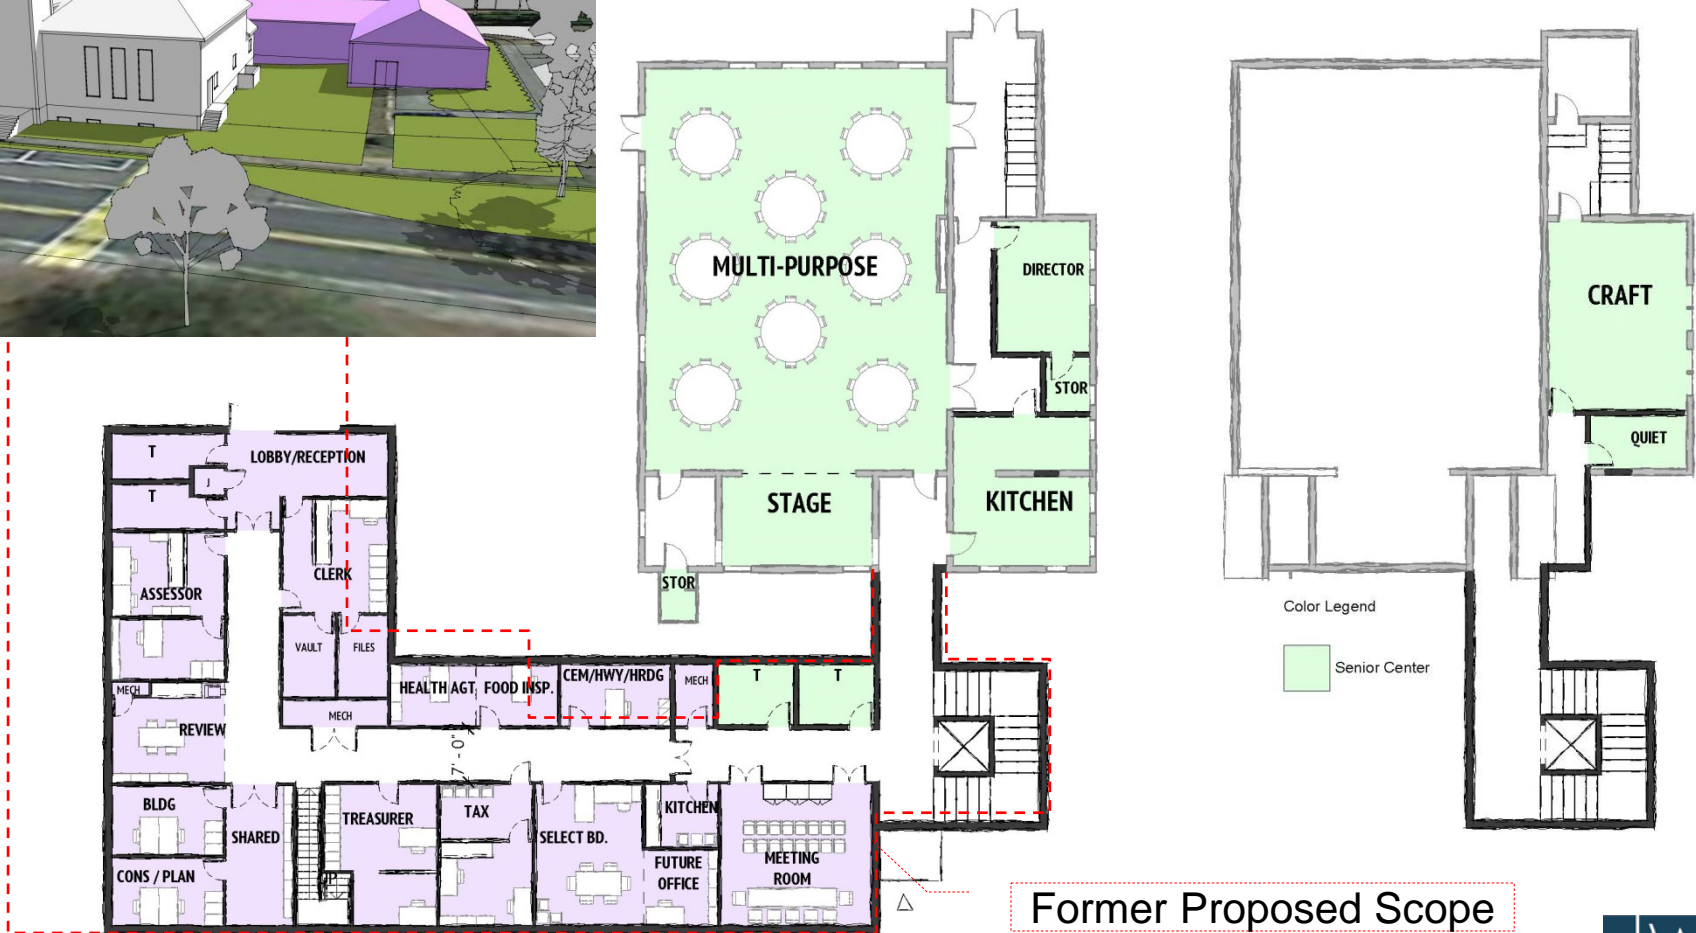 MULTI-PURPOSE
DIRECTOR
STOR
CRAFT
QUIET
STAGE
KITCHEN
STOR
T
LOBBY/RECEPTION
J
T
CLERK
ASSESSOR
VAULT
FILES
MECH
HEALTH AGT
FOOD INSP.
CEM/HWY/HRDG
MECH
T
T
MECH
REVIEW
7'-0"
BLDG
SHARED
TREASURER
TAX
SELECT BD.
KITCHEN
FUTURE
OFFICE
MEETING
ROOM
CONS / PLAN
Color Legend
Senior Center
Former Proposed Scope